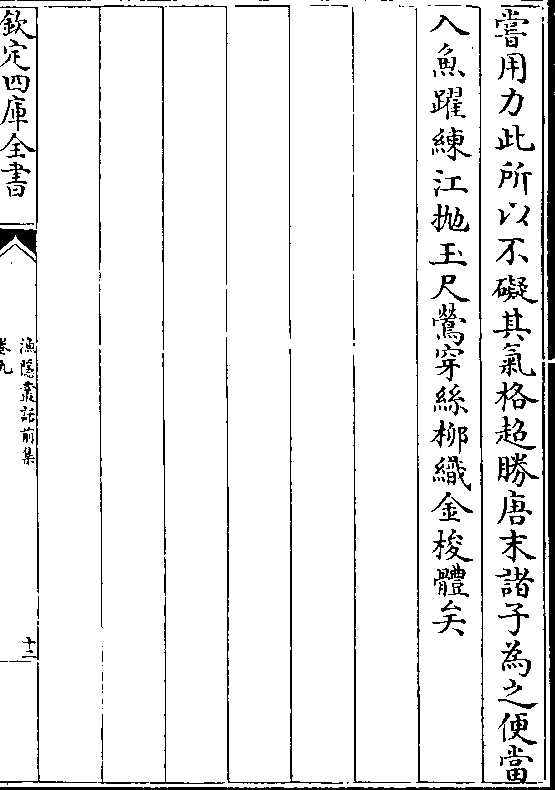 嘗用力此所以不礙其氣格超勝唐末諸子為之便當
入魚躍練江抛玉尺鶯穿絲柳織金梭體矣
欽定四庫全書
漁隱叢話前集
卷九
十二